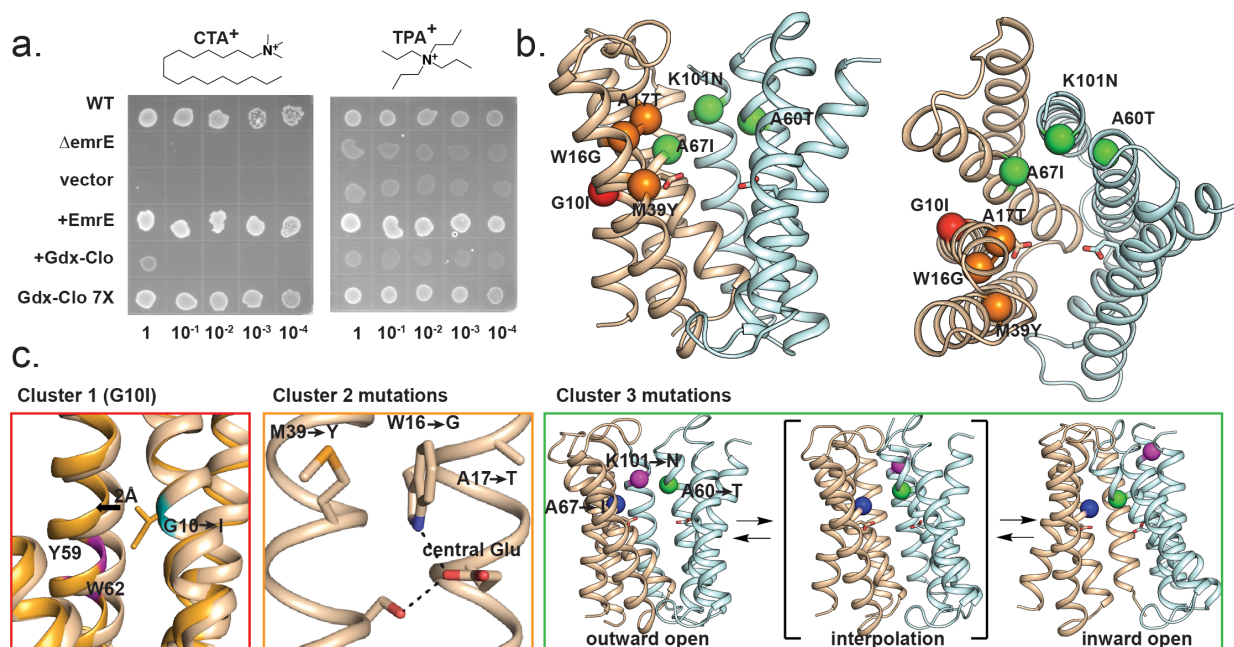 a.
CTA+
TPA+
N+
N+
WT
ΔemrE
vector
+EmrE
+Gdx-Clo
Gdx-Clo 7X
1 10-1 10-2 10-3 10-4
1 10-1 10-2 10-3 10-4
b.
K101N
A17T
A60T
W16G
A67I
G10I
M39Y
K101N
A60T
A67I
G10I
A17T
W16G
M39Y
c.
Cluster 1 (G10I)
2Å
G10→I
Y59
W62
Cluster 2 mutations
M39→Y
W16→G
A17→T
central Glu
Cluster 3 mutations
K101→N
A67→I
A60→T
outward open
interpolation
inward open